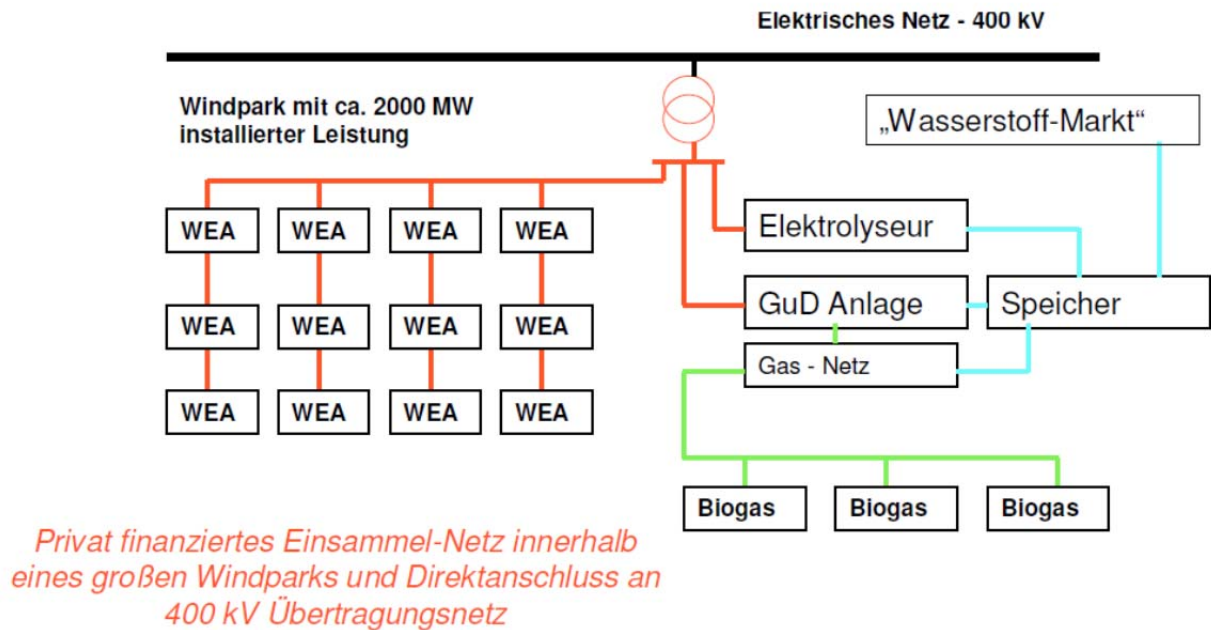 Elektrisches Netz - 400 kV
Windpark mit ca. 2000 MW
installierter Leistung
„Wasserstoff-Markt“
WEA WEA WEA WEA
Elektrolyseur
GuD Anlage
Speicher
WEA WEA WEA WEA
Gas - Netz
WEA WEA WEA WEA
Biogas Biogas Biogas
Privat finanziertes Einsammel-Netz innerhalb
eines großen Windparks und Direktanschluss an
400 kV Übertragungsnetz